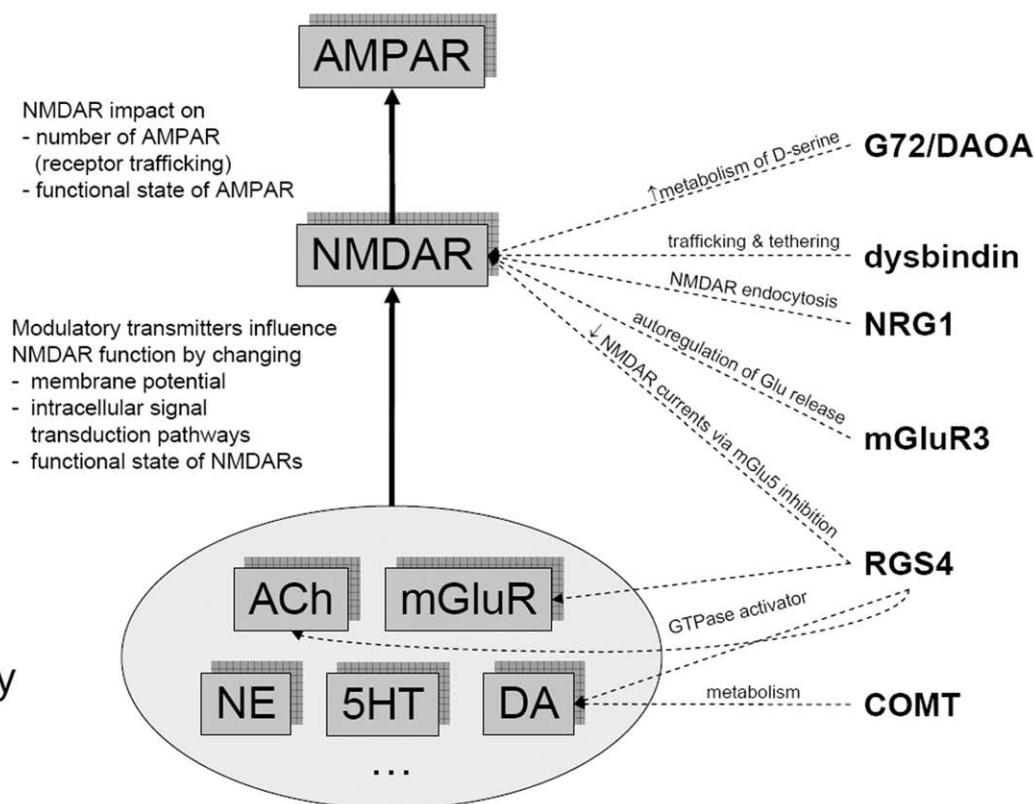 AMPAR
NMDAR impact on
- number of AMPAR
(receptor trafficking)
- functional state of AMPAR
NMDAR
Modulatory transmitters influence
NMDAR function by changing
- membrane potential
- intracellular signal
transduction pathways
- functional state of NMDARs
ACh
mGluR
NE
5HT
DA
...
y
↑metabolism of D-serine
G72/DAOA
trafficking & tethering
dysbindin
NMDAR endocytosis
NRG1
autoregulation of Glu release
mGluR3
↓ NMDAR currents via mGlu5 inhibition
RGS4
GTPase activator
metabolism
COMT